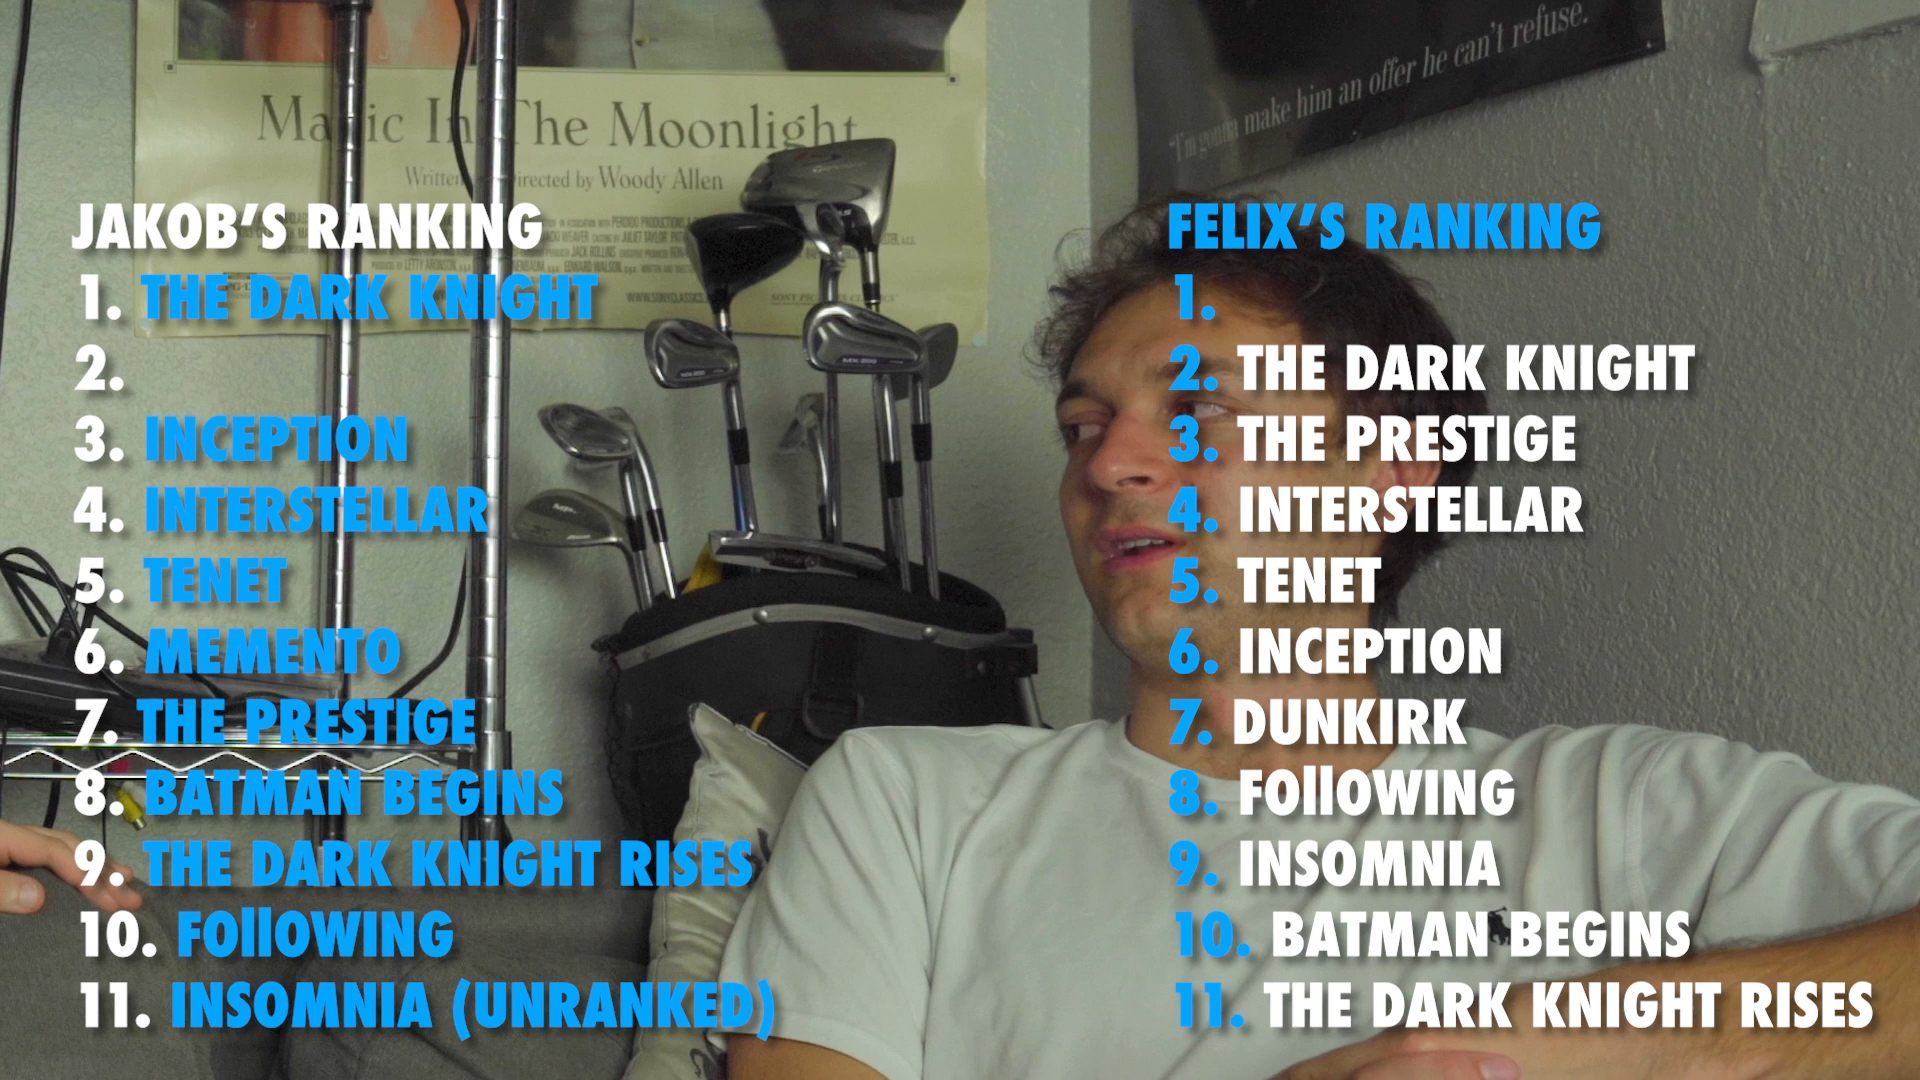 Magic In The Moonlight
Written Directed by Woody Allen
"I'm gonna make him an offer he can't refuse.
JAKOB'S RANKING
1. THE DARK KNIGHT
2.
3. INCEPTION
4. INTERSTELLAR
5. TENET
6. MEMENTO
7. THE PRESTIGE
8. BATMAN BEGINS
9. THE DARK KNIGHT RISES
10. FOllOWING
11. INSOMNIA (UNRANKED)
FELIX'S RANKING
1.
2. THE DARK KNIGHT
3. THE PRESTIGE
4. INTERSTELLAR
5. TENET
6. INCEPTION
7. DUNKIRK
8. FOllOWING
9. INSOMNIA
10. BATMAN BEGINS
11. THE DARK KNIGHT RISES